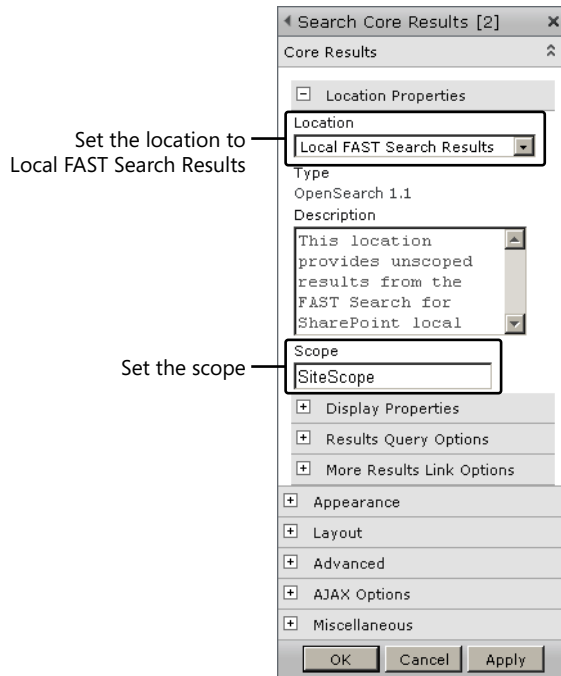 Search Core Results [2]
Core Results
Location Properties
Location
Set the location to
Local FAST Search Results
Local FAST Search Results
Type
OpenSearch 1.1
Description
This location
provides unscoped
results from the
FAST Search for
SharePoint local
Scope
Set the scope
SiteScope
Display Properties
Results Query Options
More Results Link Options
Appearance
Layout
Advanced
AJAX Options
Miscellaneous
OK Cancel Apply